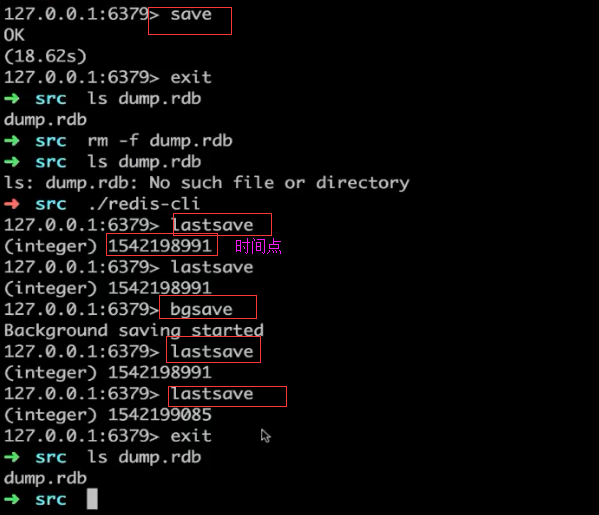 127.0.0.1:6379> save
OK
(18.62s)
127.0.0.1:6379> exit
➜ src ls dump.rdb
dump.rdb
➜ src rm -f dump.rdb
➜ src ls dump.rdb
ls: dump.rdb: No such file or directory
➜ src ./redis-cli
127.0.0.1:6379> lastsave
(integer) 1542198991 时间点
127.0.0.1:6379> lastsave
(integer) 1542198991
127.0.0.1:6379> bgsave
Background saving started
127.0.0.1:6379> lastsave
(integer) 1542198991
127.0.0.1:6379> lastsave
(integer) 1542199085
127.0.0.1:6379> exit
➜ src ls dump.rdb
dump.rdb
➜ src